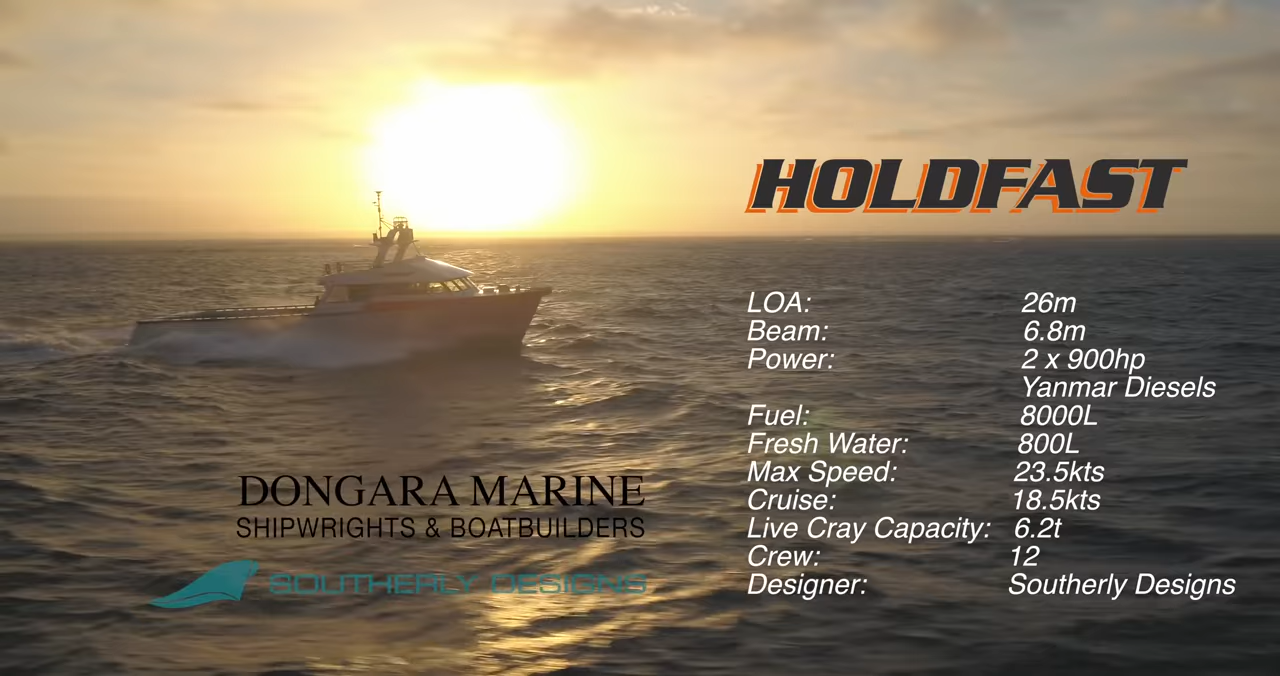 HOLDFAST
LOA: 26m
Beam: 6.8m
Power: 2 x 900hp
Yanmar Diesels
Fuel: 8000L
Fresh Water: 800L
Max Speed: 23.5kts
Cruise: 18.5kts
Live Cray Capacity: 6.2t
Crew: 12
Designer: Southerly Designs
DONGARA MARINE
SHIPWRIGHTS & BOATBUILDERS
SOUTHERLY DESIGNS